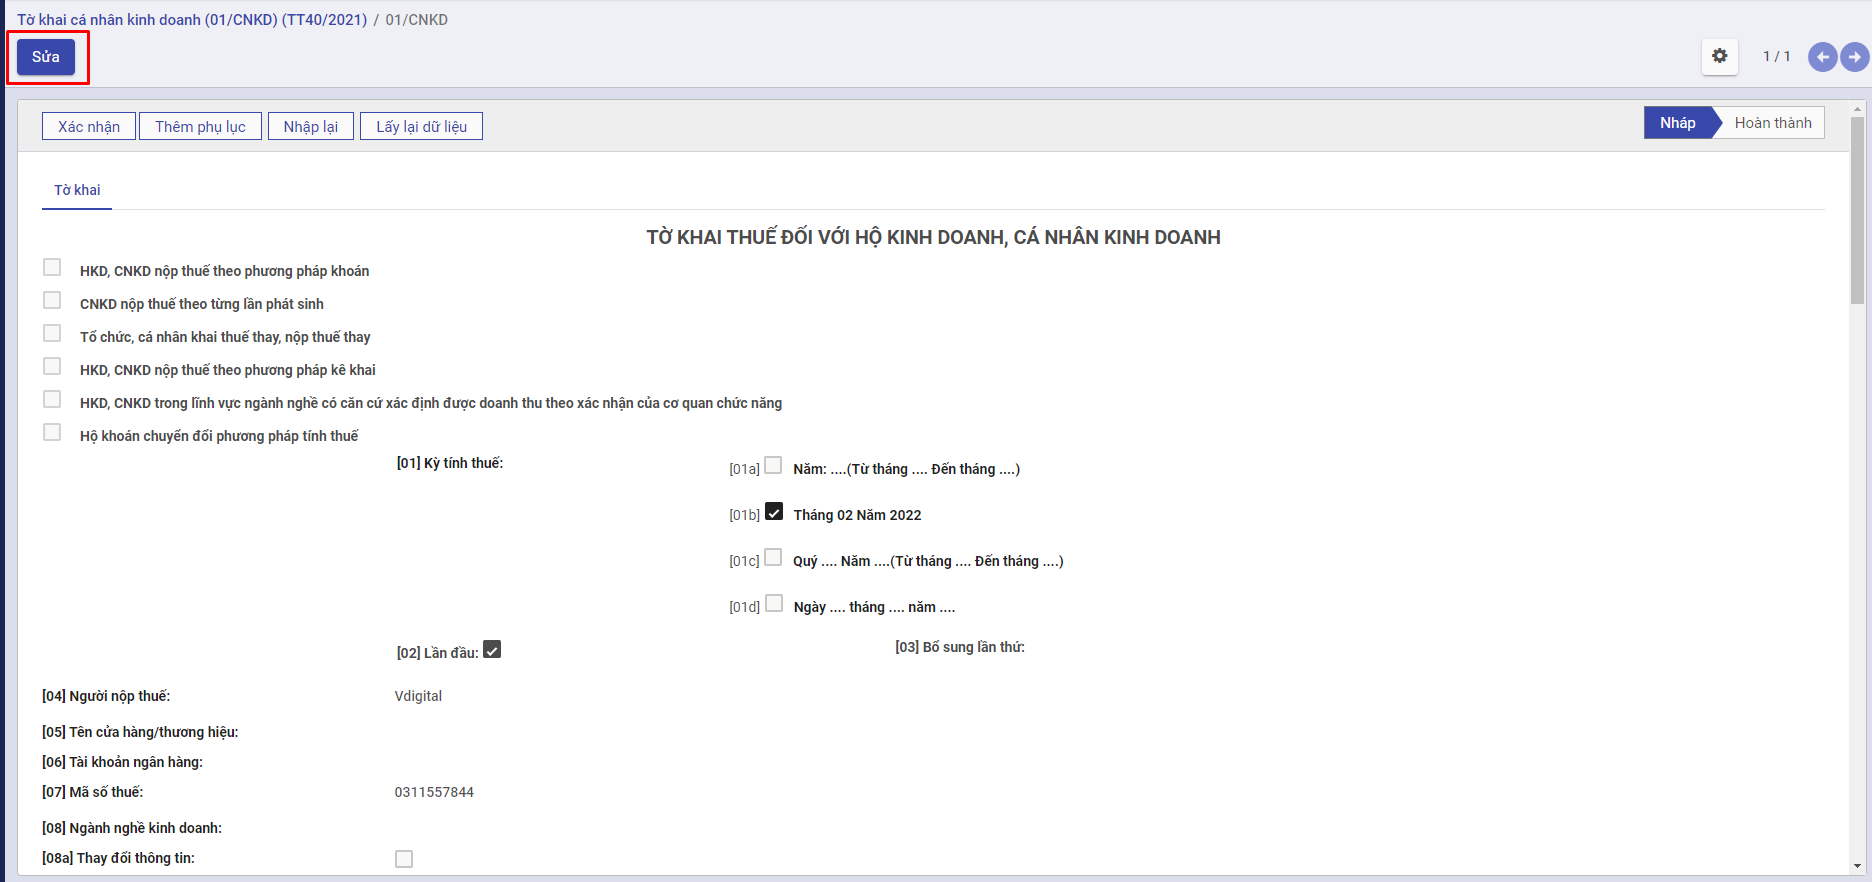 Tờ khai cá nhân kinh doanh (01/CNKD) (TT40/2021) / 01/CNKD
Sửa
1 / 1
Xác nhận Thêm phụ lục Nhập lại Lấy lại dữ liệu
Nháp Hoàn thành
Tờ khai
TỜ KHAI THUẾ ĐỐI VỚI HỘ KINH DOANH, CÁ NHÂN KINH DOANH
HKD, CNKD nộp thuế theo phương pháp khoán
CNKD nộp thuế theo từng lần phát sinh
Tổ chức, cá nhân khai thuế thay, nộp thuế thay
HKD, CNKD nộp thuế theo phương pháp kê khai
HKD, CNKD trong lĩnh vực ngành nghề có căn cứ xác định được doanh thu theo xác nhận của cơ quan chức năng
Hộ khoán chuyển đổi phương pháp tính thuế
[01] Kỳ tính thuế:
[01a] Năm: ....(Từ tháng .... Đến tháng ....)
[01b] Tháng 02 Năm 2022
[01c] Quý .... Năm ....(Từ tháng .... Đến tháng ....)
[01d] Ngày .... tháng .... năm ....
[02] Lần đầu: [03] Bổ sung lần thứ:
[04] Người nộp thuế: Vdigital
[05] Tên cửa hàng/thương hiệu:
[06] Tài khoản ngân hàng:
[07] Mã số thuế: 0311557844
[08] Ngành nghề kinh doanh:
[08a] Thay đổi thông tin: